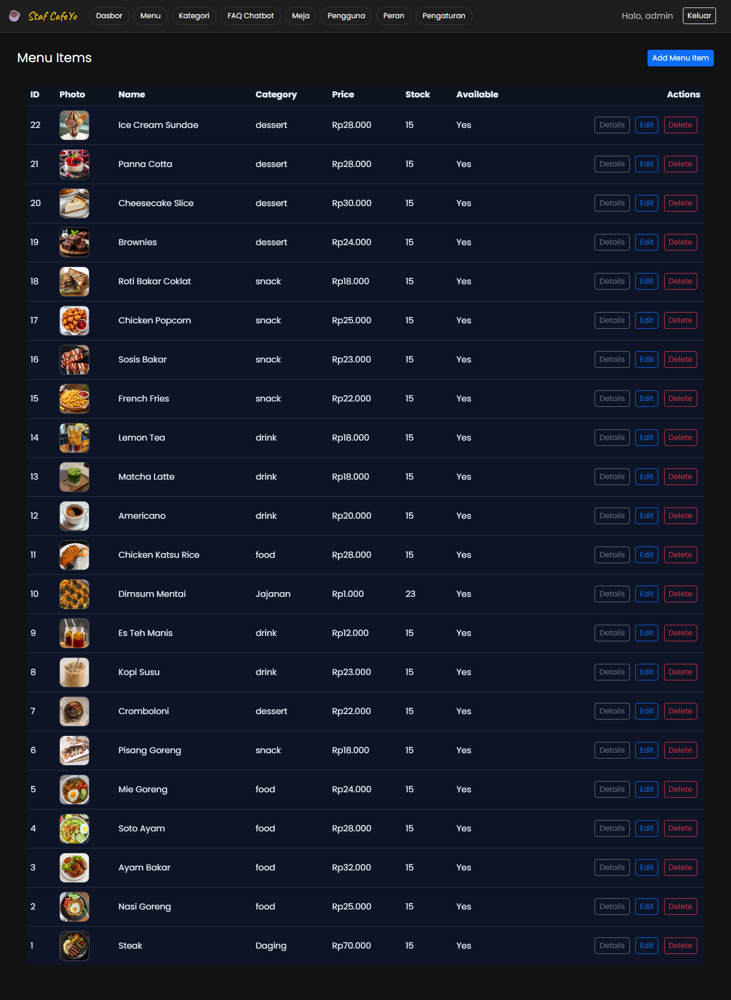 Staf CafeYo Dasbor Menu Kategori FAQ Chatbot Meja Pengguna Peran Pengaturan Halo, admin Keluar
Menu Items Add Menu Item
ID Photo Name Category Price Stock Available Actions
22 Ice Cream Sundae dessert Rp28.000 15 Yes Details Edit Delete
21 Panna Cotta dessert Rp28.000 15 Yes Details Edit Delete
20 Cheesecake Slice dessert Rp30.000 15 Yes Details Edit Delete
19 Brownies dessert Rp24.000 15 Yes Details Edit Delete
18 Roti Bakar Coklat snack Rp18.000 15 Yes Details Edit Delete
17 Chicken Popcorn snack Rp25.000 15 Yes Details Edit Delete
16 Sosis Bakar snack Rp23.000 15 Yes Details Edit Delete
15 French Fries snack Rp22.000 15 Yes Details Edit Delete
14 Lemon Tea drink Rp18.000 15 Yes Details Edit Delete
13 Matcha Latte drink Rp18.000 15 Yes Details Edit Delete
12 Americano drink Rp20.000 15 Yes Details Edit Delete
11 Chicken Katsu Rice food Rp28.000 15 Yes Details Edit Delete
10 Dimsum Mentai Jajanan Rp1.000 23 Yes Details Edit Delete
9 Es Teh Manis drink Rp12.000 15 Yes Details Edit Delete
8 Kopi Susu drink Rp23.000 15 Yes Details Edit Delete
7 Cromboloni dessert Rp22.000 15 Yes Details Edit Delete
6 Pisang Goreng snack Rp18.000 15 Yes Details Edit Delete
5 Mie Goreng food Rp24.000 15 Yes Details Edit Delete
4 Soto Ayam food Rp28.000 15 Yes Details Edit Delete
3 Ayam Bakar food Rp32.000 15 Yes Details Edit Delete
2 Nasi Goreng food Rp25.000 15 Yes Details Edit Delete
1 Steak Daging Rp70.000 15 Yes Details Edit Delete